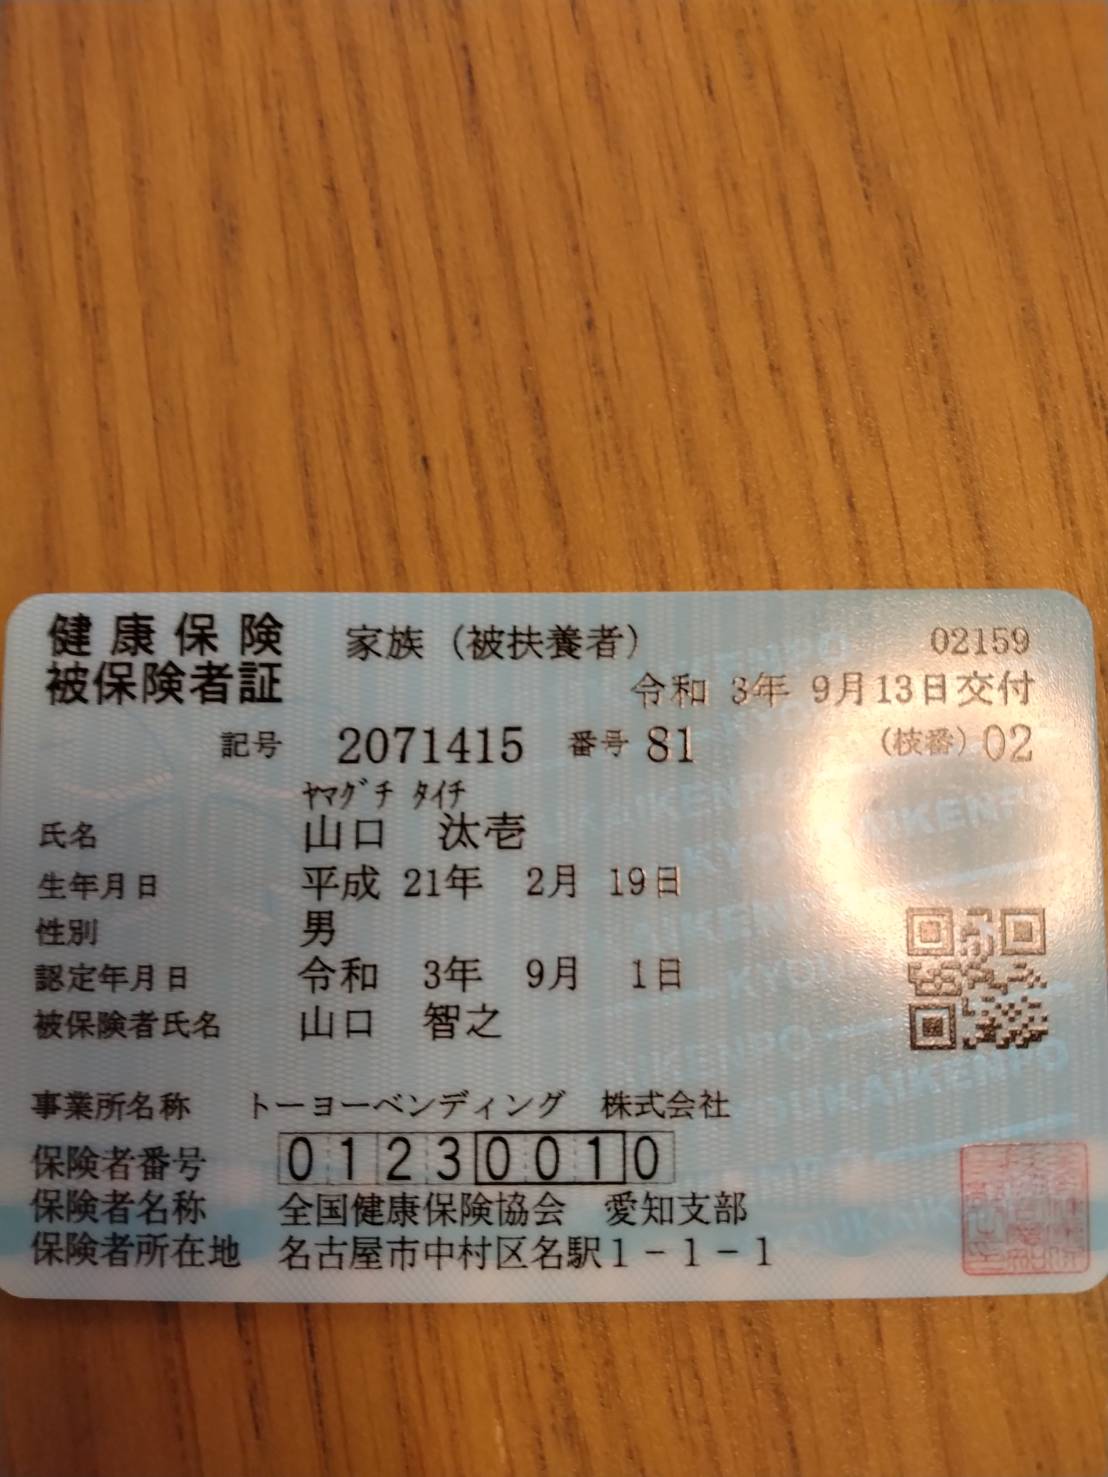 健康保険 家族（被扶養者） 02159
被保険者証 令和 3年 9月13日交付
記号 2071415 番号 81 （枝番）02
ﾔﾏｸﾞﾁ ﾀｲﾁ
氏名 山口 汰壱
生年月日 平成 21年 2月 19日
性別 男
認定年月日 令和 3年 9月 1日
被保険者氏名 山口 智之
事業所名称 トーヨーベンディング 株式会社
保険者番号 01230010
保険者名称 全国健康保険協会 愛知支部
保険者所在地 名古屋市中村区名駅1－1－1